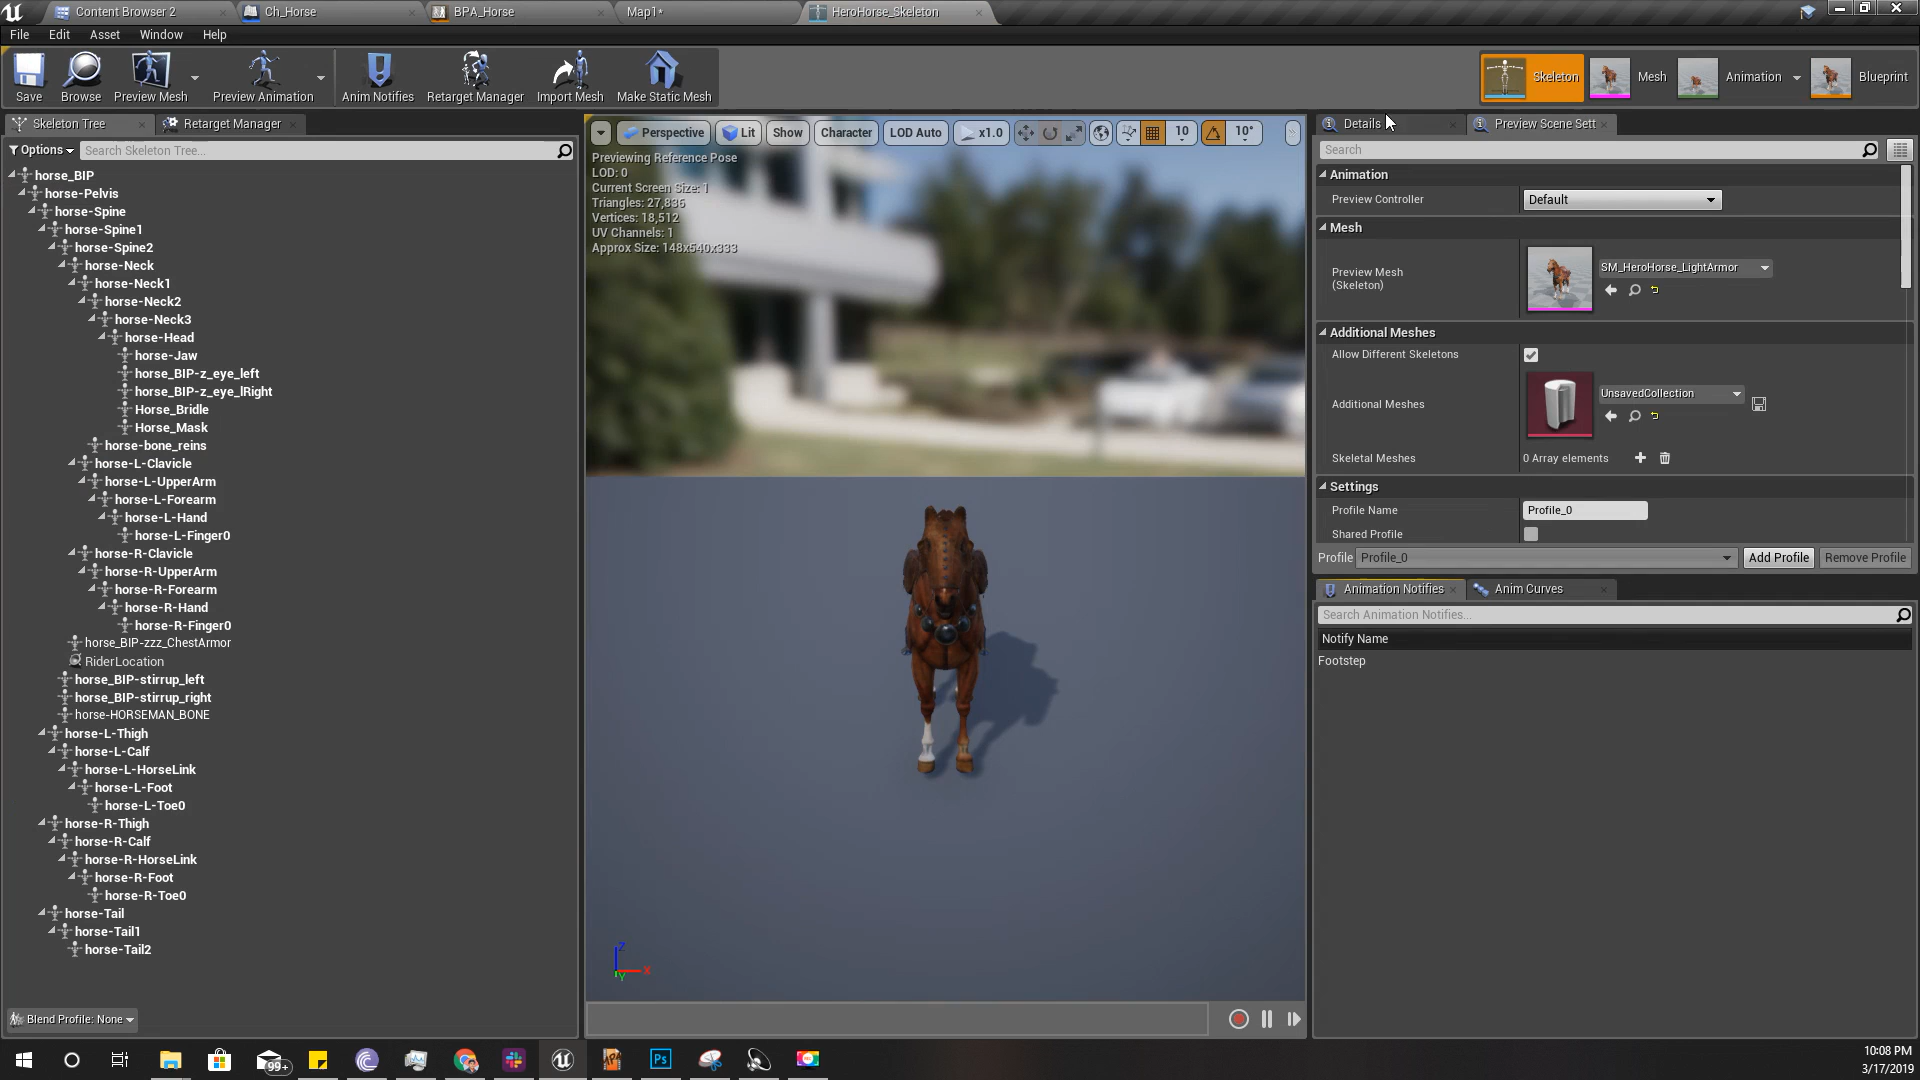 Content Browser 2
Ch_Horse
BPA_Horse
Map1*
HeroHorse_Skeleton
File Edit Asset Window Help
Save
Browse
Preview Mesh
Preview Animation
Anim Notifies
Retarget Manager
Import Mesh
Make Static Mesh
Skeleton
Mesh
Animation
Blueprint
Skeleton Tree
Retarget Manager
Options
Search Skeleton Tree...
horse_BIP
horse-Pelvis
horse-Spine
horse-Spine1
horse-Spine2
horse-Neck
horse-Neck1
horse-Neck2
horse-Neck3
horse-Head
horse-Jaw
horse_BIP-z_eye_left
horse_BIP-z_eye_lRight
Horse_Bridle
Horse_Mask
horse-bone_reins
horse-L-Clavicle
horse-L-UpperArm
horse-L-Forearm
horse-L-Hand
horse-L-Finger0
horse-R-Clavicle
horse-R-UpperArm
horse-R-Forearm
horse-R-Hand
horse-R-Finger0
horse_BIP-zzz_ChestArmor
RiderLocation
horse_BIP-stirrup_left
horse_BIP-stirrup_right
horse-HORSEMAN_BONE
horse-L-Thigh
horse-L-Calf
horse-L-HorseLink
horse-L-Foot
horse-L-Toe0
horse-R-Thigh
horse-R-Calf
horse-R-HorseLink
horse-R-Foot
horse-R-Toe0
horse-Tail
horse-Tail1
horse-Tail2
Blend Profile: None
Perspective Lit Show Character LOD Auto x1.0 10 10°
Previewing Reference Pose
LOD: 0
Current Screen Size: 1
Triangles: 27,836
Vertices: 18,512
UV Channels: 1
Approx Size: 148x540x333
Z
X
Y
Details
Preview Scene Sett
Search
Animation
Preview Controller
Default
Mesh
Preview Mesh
(Skeleton)
SM_HeroHorse_LightArmor
Additional Meshes
Allow Different Skeletons
Additional Meshes
UnsavedCollection
Skeletal Meshes
0 Array elements
Settings
Profile Name
Profile_0
Shared Profile
Profile
Profile_0
Add Profile
Remove Profile
Animation Notifies
Anim Curves
Search Animation Notifies...
Notify Name
Footstep
99+
Ps
10:08 PM
3/17/2019